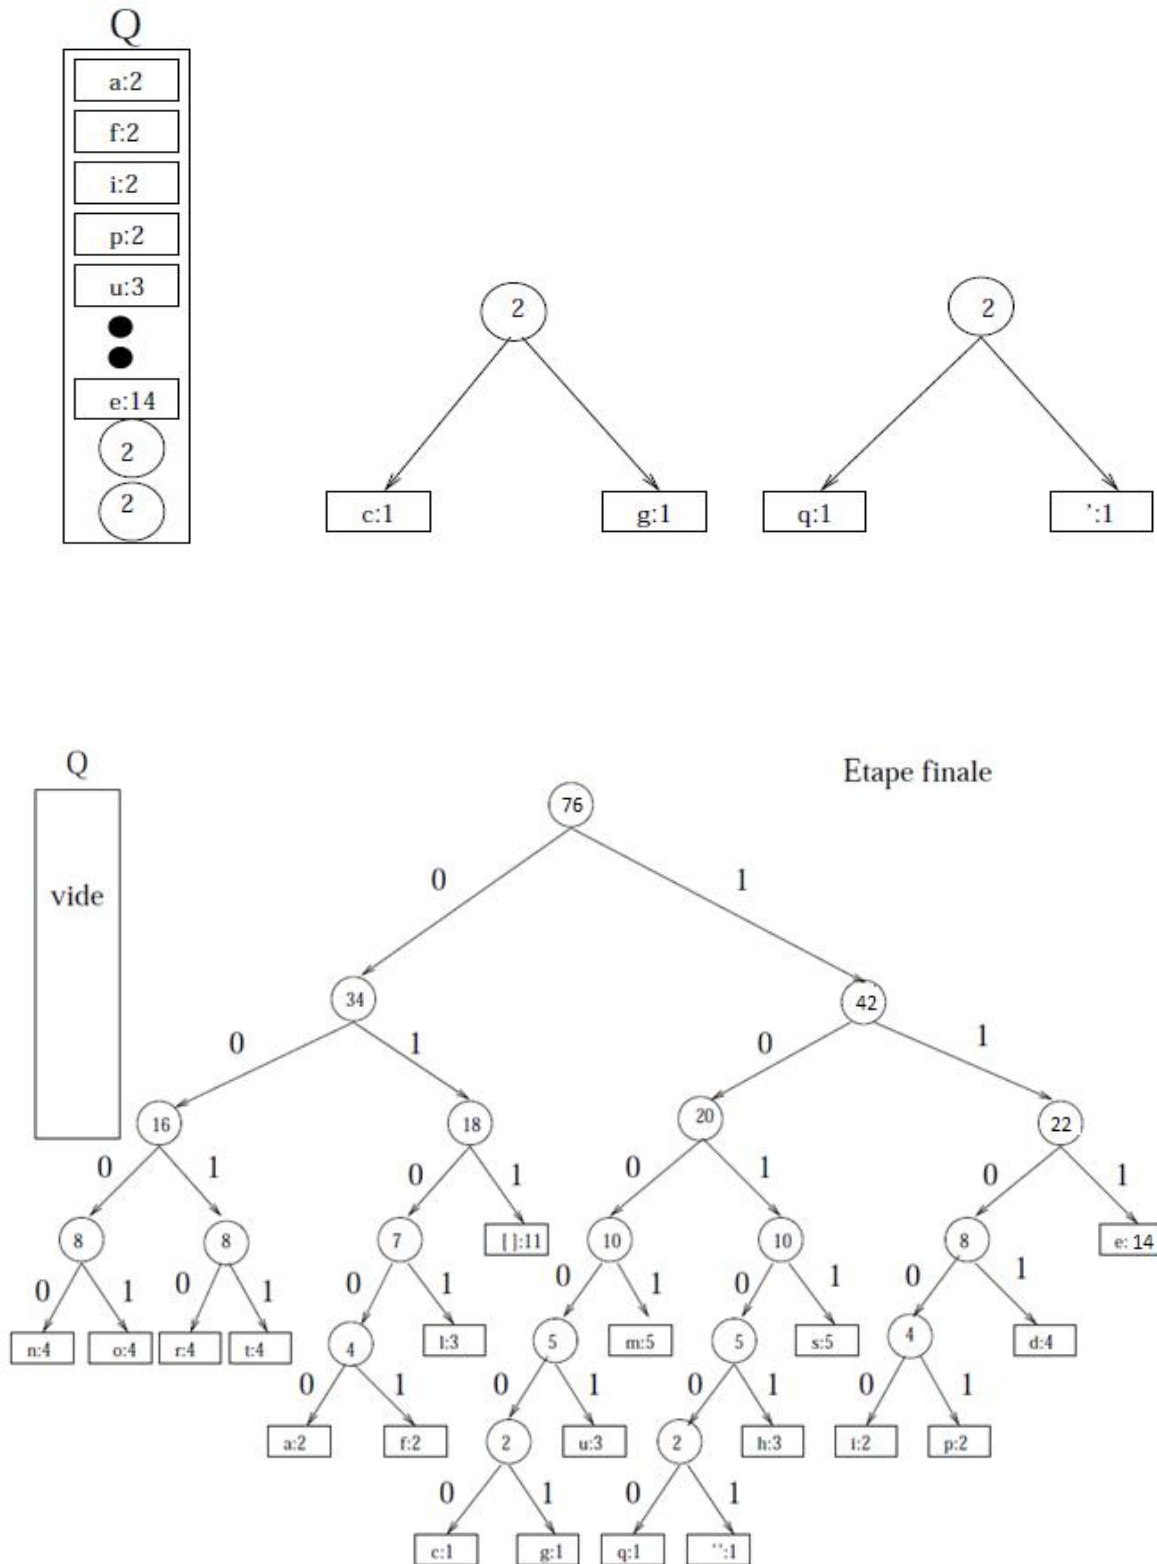 Q
a:2
f:2
i:2
p:2
u:3
e:14
2
2
2
2
c:1 g:1 q:1 ':1
Q Etape finale
76
vide
0 1
34 42
0 1 0 1
16 18 20 22
0 1 0 1 0 1 0 1
8 8 7 [ ]:11 10 10 8 e: 14
0 1 0 1 0 1 0 1 0 1 0 1
n:4 o:4 r:4 t:4 4 l:3 5 m:5 5 s:5 4 d:4
0 1 0 1 0 1 0 1
a:2 f:2 2 u:3 2 h:3 i:2 p:2
0 1 0 1
c:1 g:1 q:1 '':1